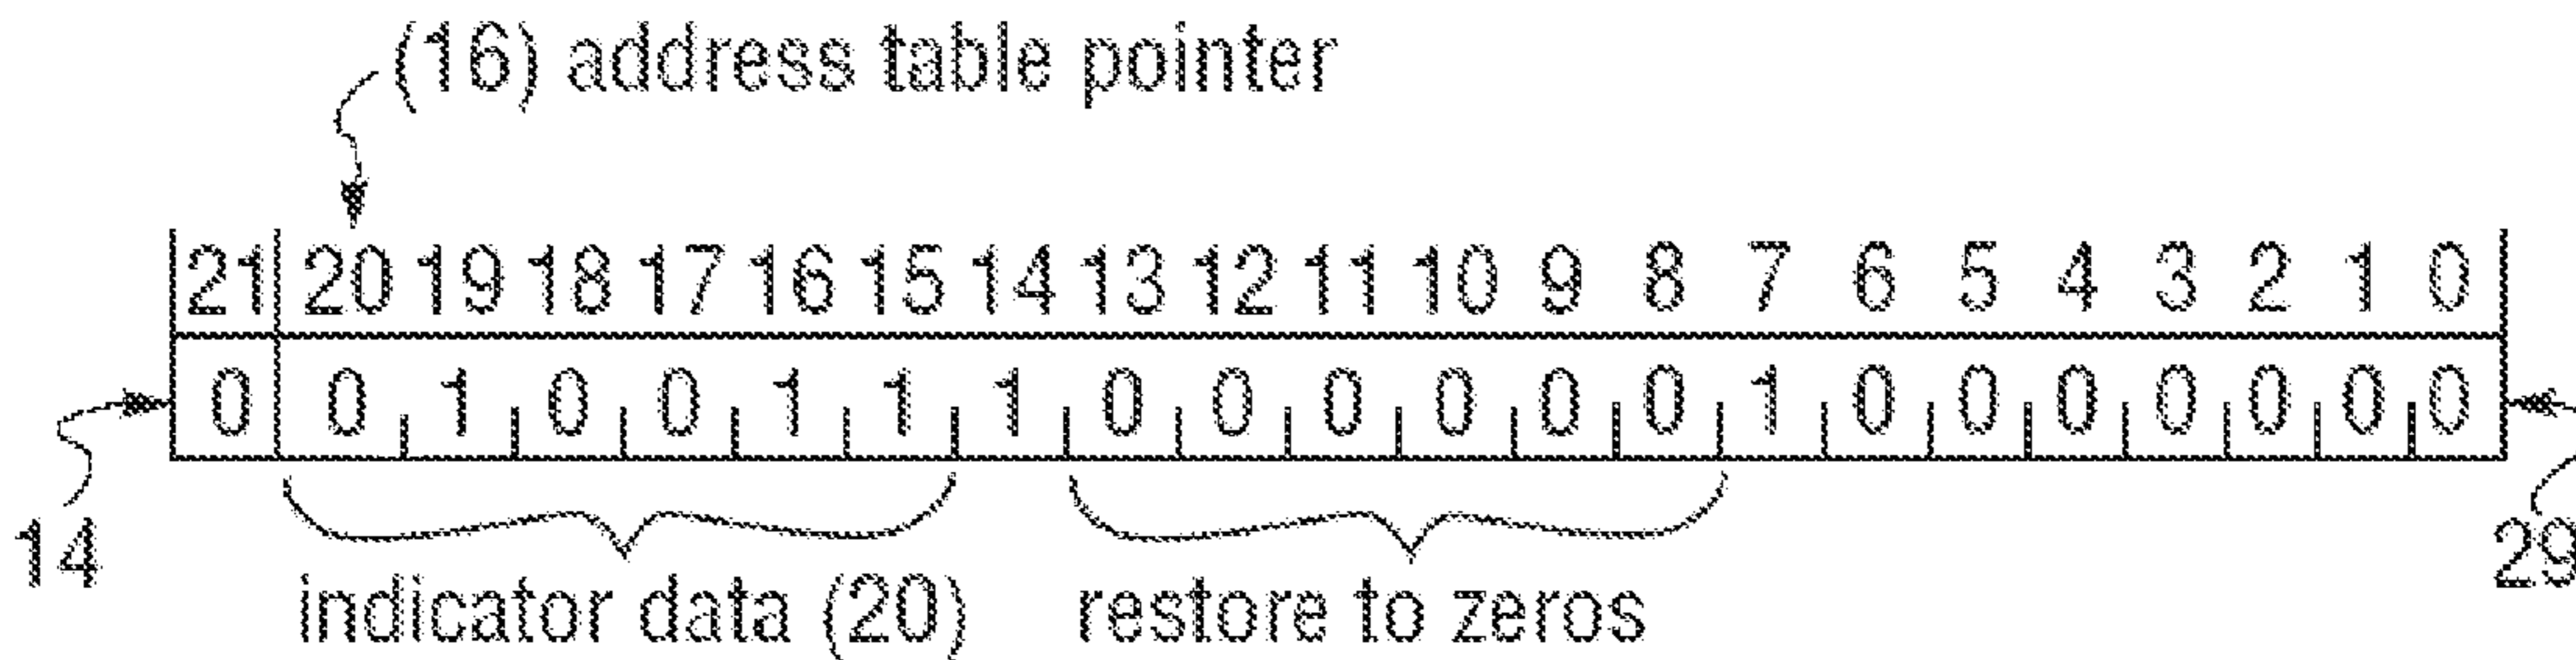 (16) address table pointer
21 20 19 18 17 16 15 14 13 12 11 10 9 8 7 6 5 4 3 2 1 0
0 0 1 0 0 1 1 1 0 0 0 0 0 0 1 0 0 0 0 0 0 0
14 29
indicator data (20) restore to zeros